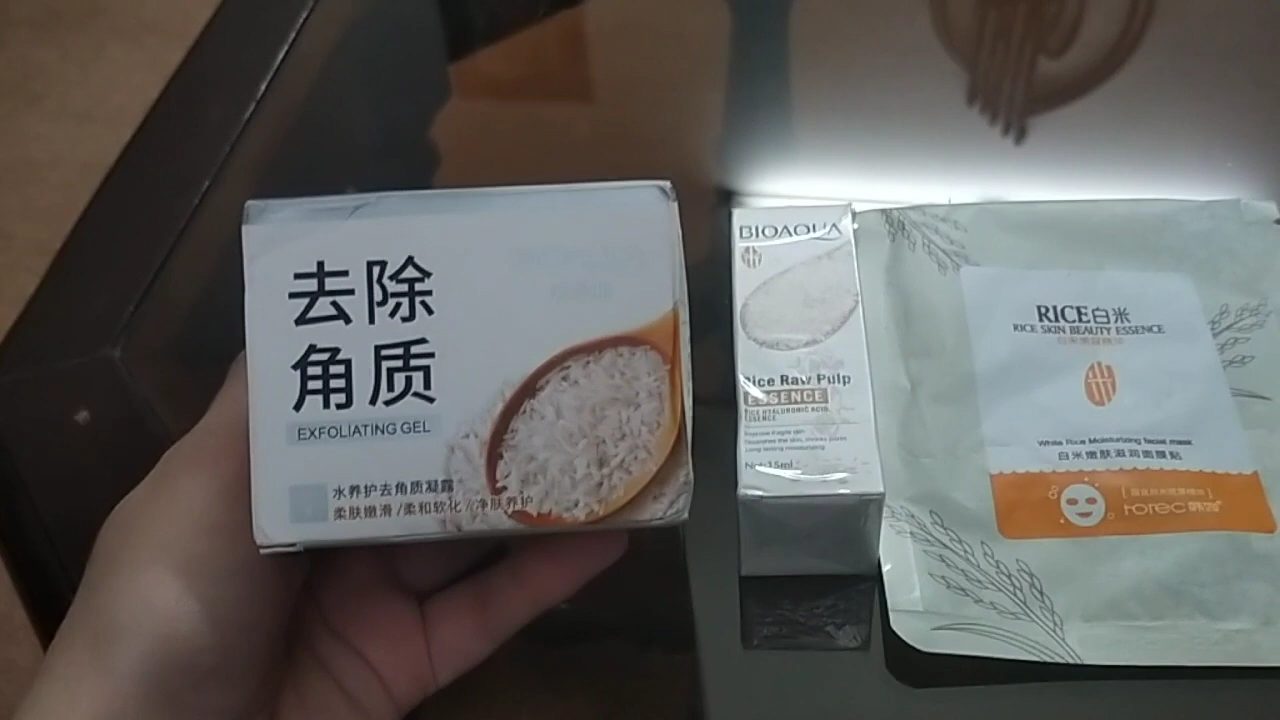 去除
角质
EXFOLIATING GEL
水养护去角质凝露
柔肤嫩滑/柔和软化/净肤养护
BIOAQUA
Rice Raw Pulp
ESSENCE
RICE HYALURONIC ACID
ESSENCE
Long lasting moisturizing
RICE白米
RICE SKIN BEAUTY ESSENCE
White Rice Moisturizing facial mask
白米嫩肤滋润面膜贴
rorec